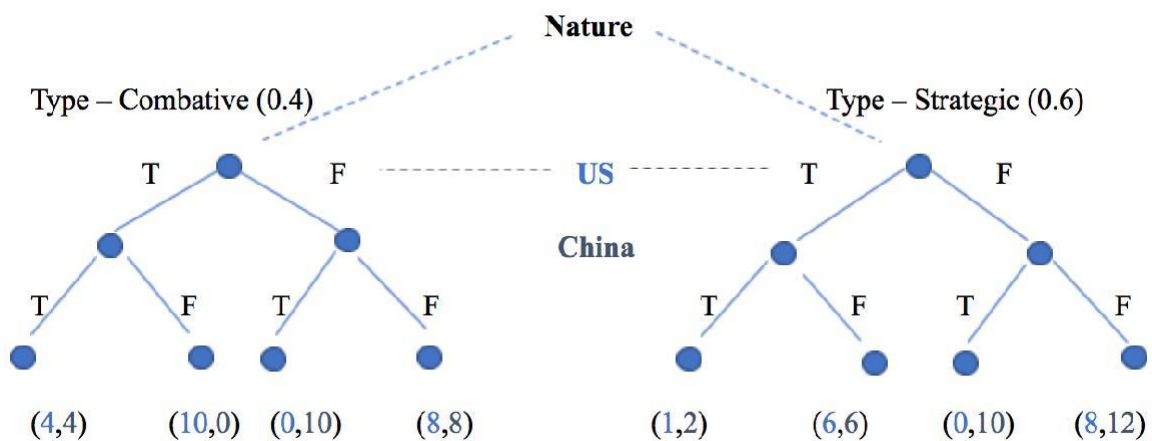 Nature
Type – Combative (0.4) Type – Strategic (0.6)
T F US T F
China
T F T F T F T F
(4,4) (10,0) (0,10) (8,8) (1,2) (6,6) (0,10) (8,12)